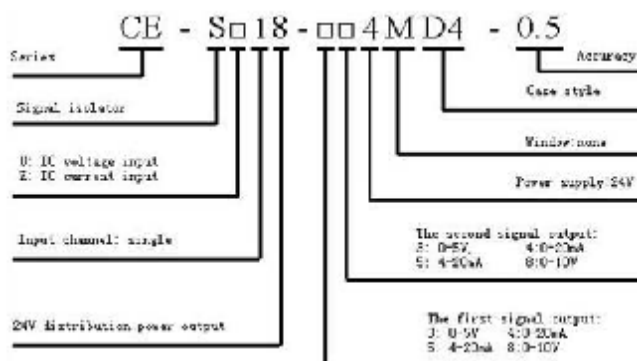 CE - S□18-□□4MD4 - 0.5
Series
Accuracy
Case style
Signal isolator
Window:none
U: DC voltage input
Z: DC current input
Power supply 24V
Input channel: single
The second signal output:
3: 0-5V, 4:0-20mA
5: 4-20mA 8:0-10V
24V distribution power output
The first signal output:
3: 0-5V 4:0-20mA
5: 4-20mA 8:0-10V